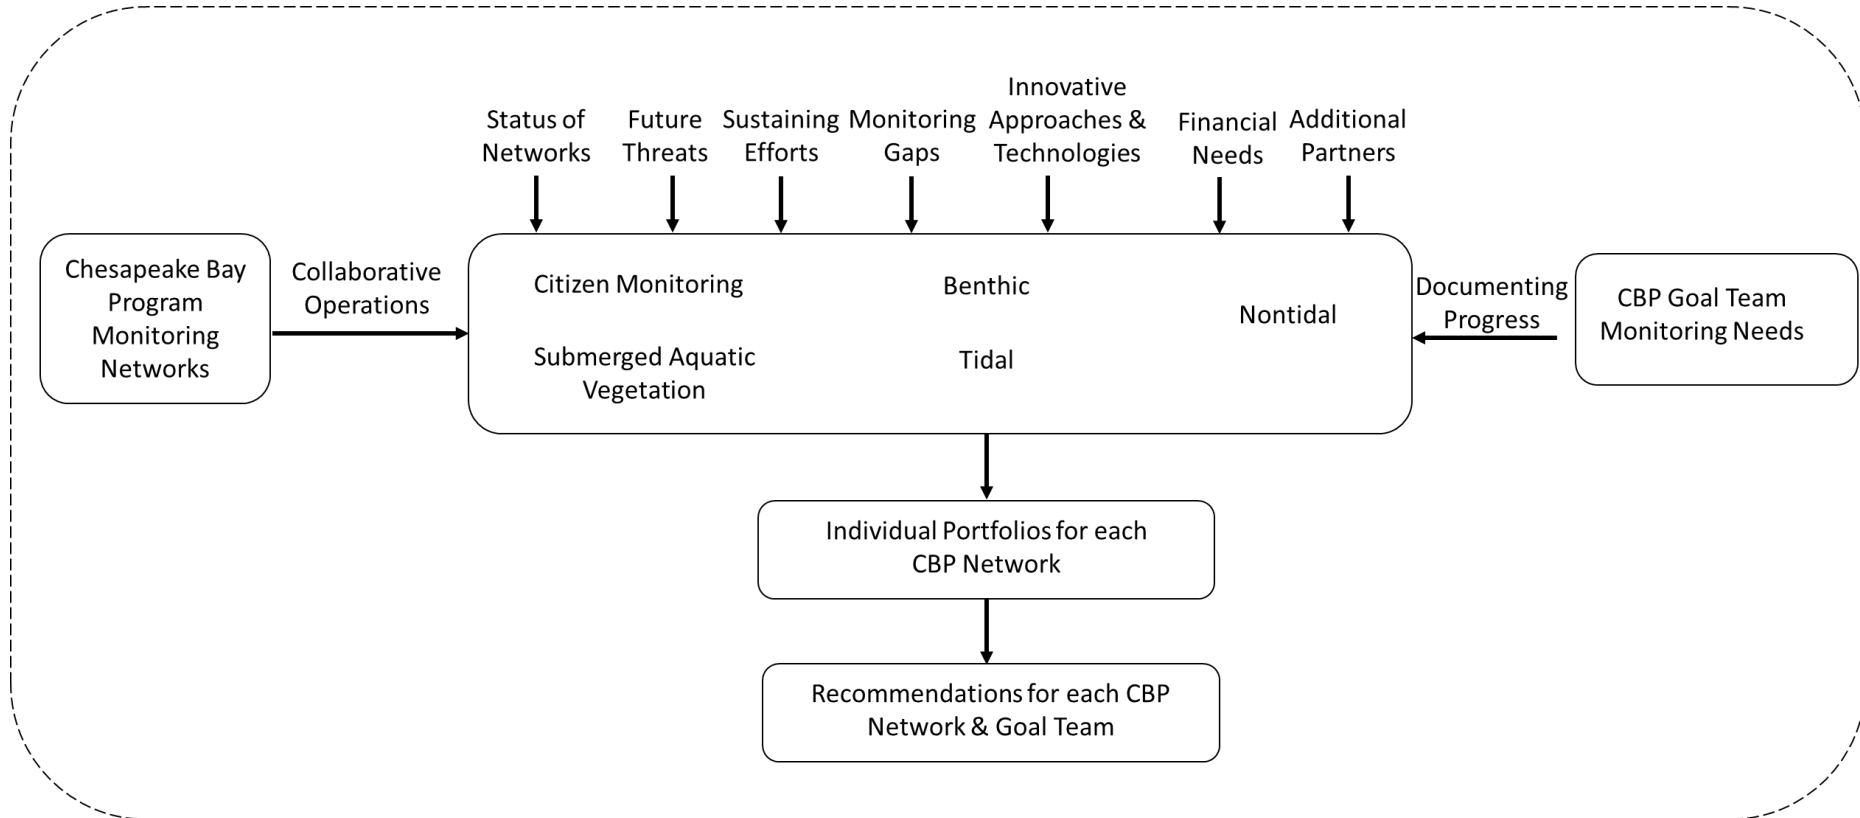 Status of
Networks
Future
Threats
Sustaining
Efforts
Monitoring
Gaps
Innovative
Approaches &
Technologies
Financial
Needs
Additional
Partners
Chesapeake Bay
Program
Monitoring
Networks
Collaborative
Operations
Citizen Monitoring
Submerged Aquatic
Vegetation
Benthic
Tidal
Nontidal
Documenting
Progress
CBP Goal Team
Monitoring Needs
Individual Portfolios for each
CBP Network
Recommendations for each CBP
Network & Goal Team